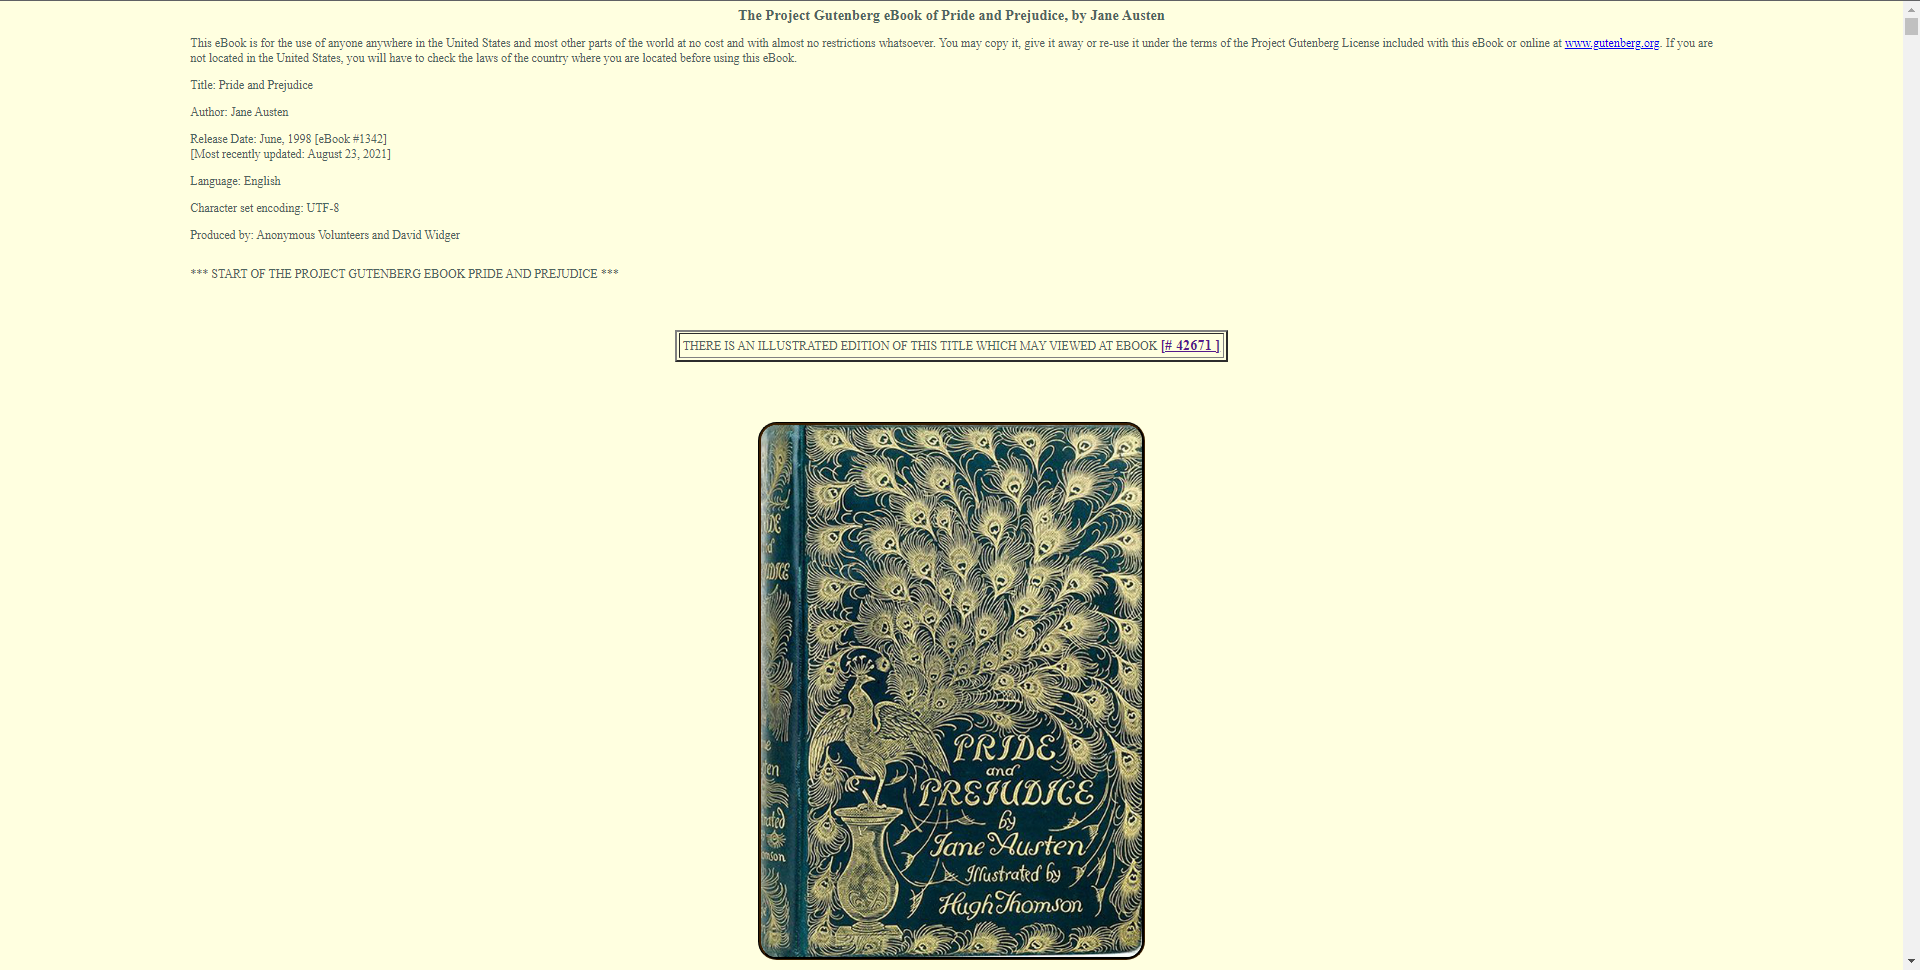 The Project Gutenberg eBook of Pride and Prejudice, by Jane Austen
This eBook is for the use of anyone anywhere in the United States and most other parts of the world at no cost and with almost no restrictions whatsoever. You may copy it, give it away or re-use it under the terms of the Project Gutenberg License included with this eBook or online at www.gutenberg.org. If you are
not located in the United States, you will have to check the laws of the country where you are located before using this eBook.
Title: Pride and Prejudice
Author: Jane Austen
Release Date: June, 1998 [eBook #1342]
[Most recently updated: August 23, 2021]
Language: English
Character set encoding: UTF-8
Produced by: Anonymous Volunteers and David Widger
*** START OF THE PROJECT GUTENBERG EBOOK PRIDE AND PREJUDICE ***
THERE IS AN ILLUSTRATED EDITION OF THIS TITLE WHICH MAY VIEWED AT EBOOK [# 42671 ]
PRIDE
and
PREJUDICE
by
Jane Austen
Illustrated by
Hugh Thomson